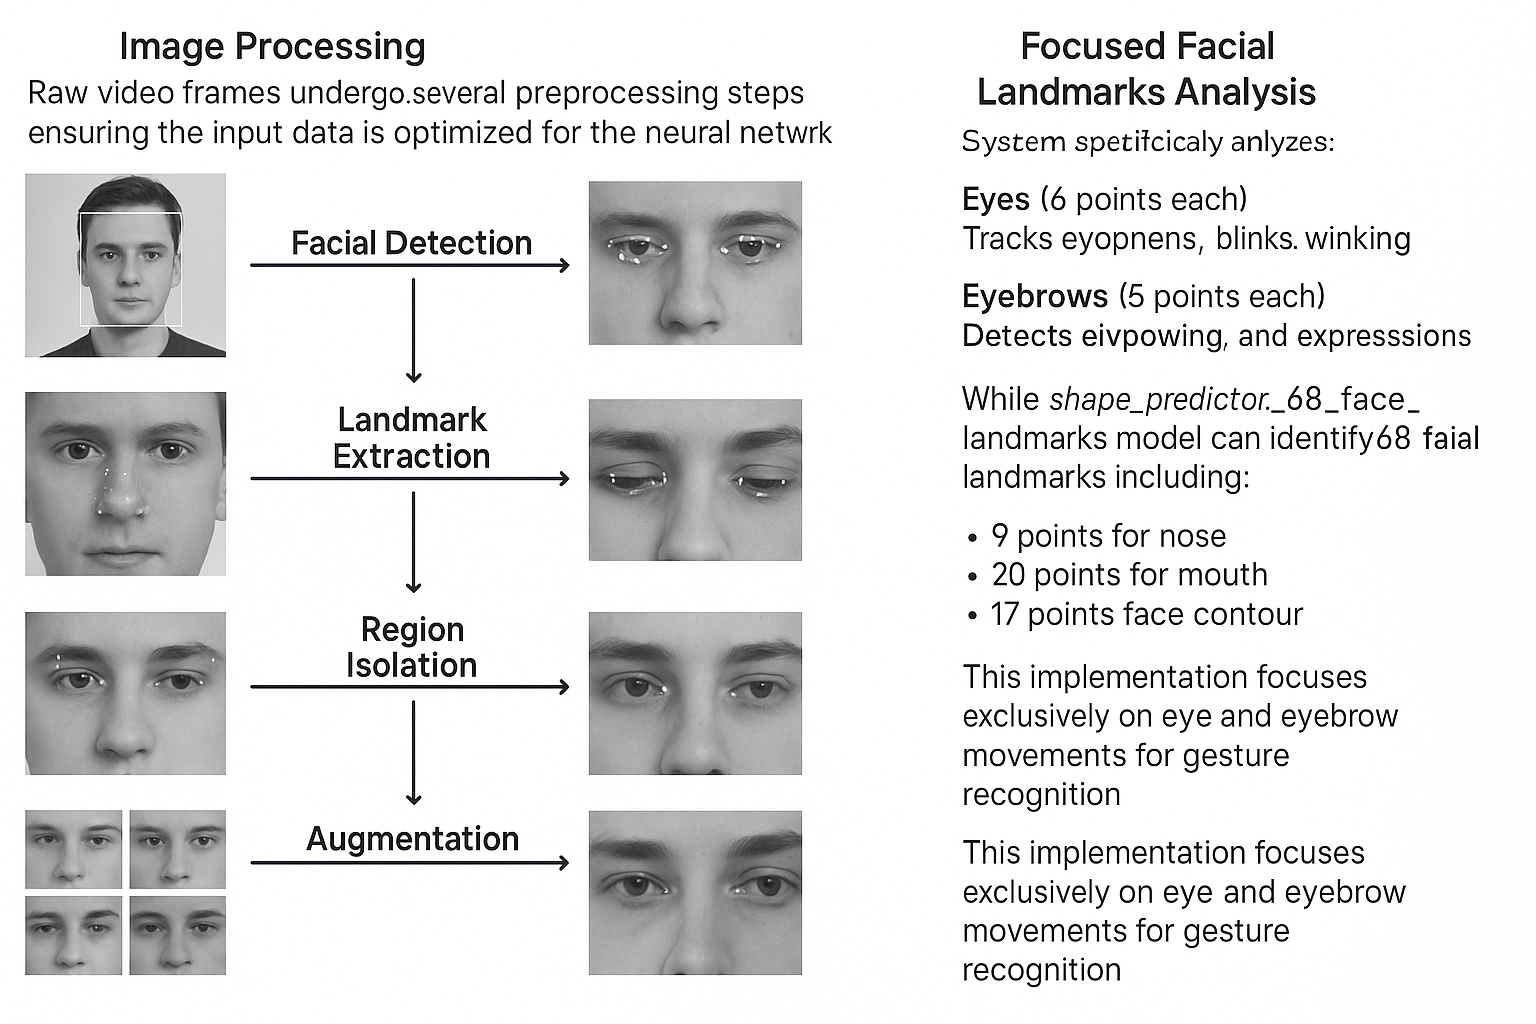 Image Processing
Raw video frames undergo.several preprocessing steps
ensuring the input data is optimized for the neural netwrk
Facial Detection
Landmark
Extraction
Region
Isolation
Augmentation
Focused Facial
Landmarks Analysis
System spetifcicaly anlyzes:
Eyes (6 points each)
Tracks eyopnens, blinks. winking
Eyebrows (5 points each)
Detects eivpowing, and expresssions
While shape_predictor._68_face_
landmarks model can identify68 faial
landmarks including:
• 9 points for nose
• 20 points for mouth
• 17 points face contour
This implementation focuses
exclusively on eye and eyebrow
movements for gesture
recognition
This implementation focuses
exclusively on eye and eyebrow
movements for gesture
recognition